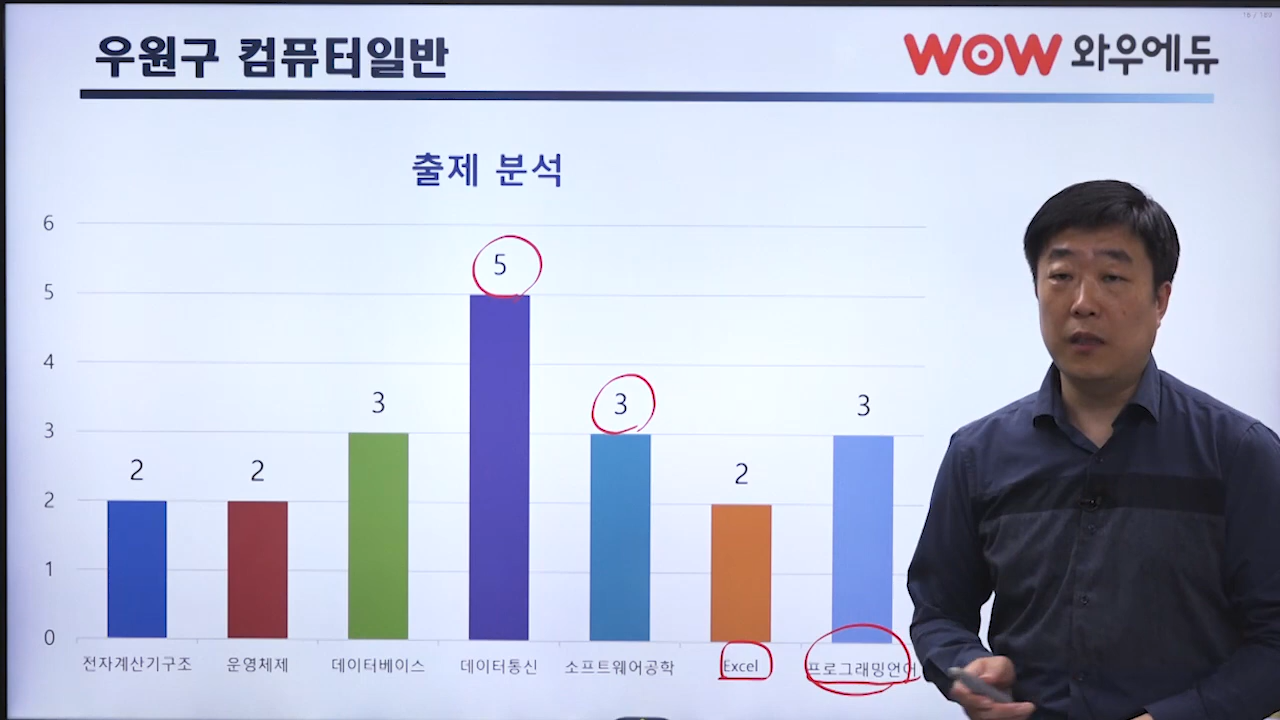 16 / 189
우원구 컴퓨터일반
WOW 와우에듀
출제 분석
6
5
4
3
2
1
0
2
2
3
5
3
2
3
전자계산기구조
운영체제
데이터베이스
데이터통신
소프트웨어공학
Excel
프로그래밍언어